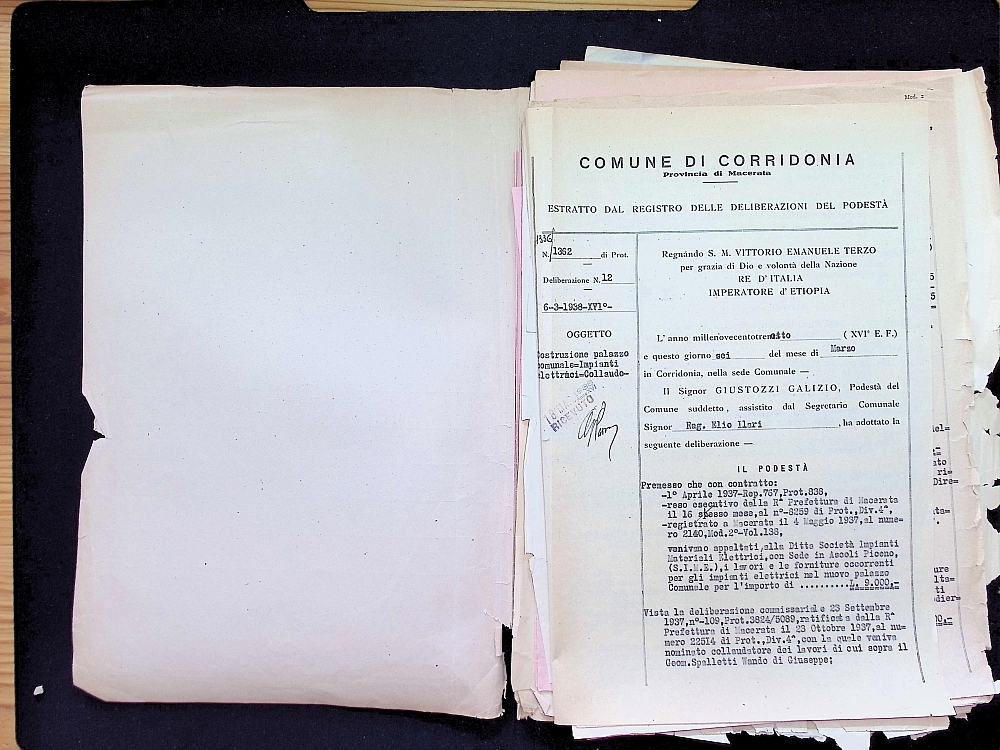 Mod. 2
COMUNE DI CORRIDONIA
Provincia di Macerata
ESTRATTO DAL REGISTRO DELLE DELIBERAZIONI DEL PODESTÀ
1336
N. 1362 di Prot.
Deliberazione N. 12
6-3-1938-XVI°-
OGGETTO
Costruzione palazzo
comunale=Impianti
elettrici-Collaudo-
RICEVUTO
Regnando S. M. VITTORIO EMANUELE TERZO
per grazia di Dio e volontà della Nazione
RE D'ITALIA
IMPERATORE d'ETIOPIA
L'anno millenovecentotrentotto ( XVI° E. F.)
e questo giorno sei del mese di Marzo
in Corridonia, nella sede Comunale —
Il Signor GIUSTOZZI GALIZIO, Podestà del
Comune suddetto, assistito dal Segretario Comunale
Signor Rag. Elio Ilari , ha adottato la
seguente deliberazione —
IL PODESTÀ
Premesso che con contratto:
-1° Aprile 1937-Rep.767,Prot.838,
-reso esecutivo dalla Rª Prefettura di Macerata
il 16 stesso mese,al n°-8259 di Prot.,Div.4ª,
-registrato a Macerata il 4 Maggio 1937,al nume=
ro 2140,Mod.2°-Vol.138,
venivano appaltati,alla Ditta Società Impianti
Materiali Elettrici,con Sede in Ascoli Piceno,
(S.I.M.E.),i lavori e le forniture occorrenti
per gli impianti elettrici nel nuovo palazzo
Comunale per l'importo di ..........L. 9.000,-
Vista la deliberazione commissariale 23 Settembre
1937,n°-109,Prot.3824/5089,ratificata dalla Rª
Prefettura di Macerata il 23 Ottobre 1937,al nu=
mero 22514 di Prot.,Div.4ª,con la quale veniva
nominato collaudatore dei lavori di cui sopra il
Geom.Spalletti Wando di Giuseppe;